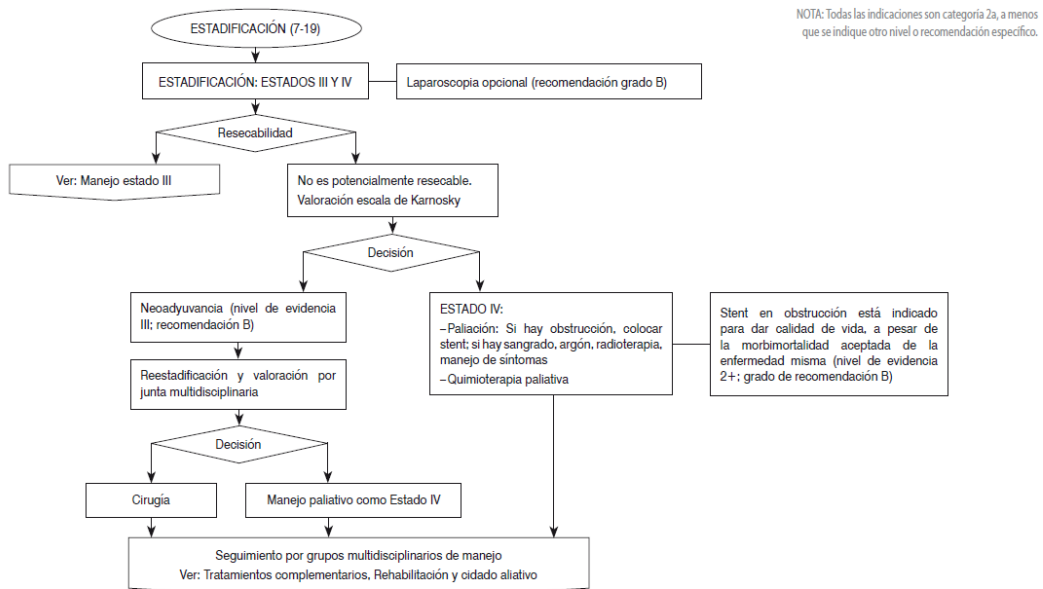 NOTA: Todas las indicaciones son categoría 2a, a menos
que se indique otro nivel o recomendación específico.
ESTADIFICACIÓN (7-19)
ESTADIFICACIÓN: ESTADOS III Y IV
Laparoscopia opcional (recomendación grado B)
Resecabilidad
Ver: Manejo estado III
No es potencialmente resecable.
Valoración escala de Karnosky
Decisión
Neoadyuvancia (nivel de evidencia
III; recomendación B)
ESTADO IV:
–Paliación: Si hay obstrucción, colocar
stent; si hay sangrado, argón, radioterapia,
manejo de síntomas
–Quimioterapia paliativa
Stent en obstrucción está indicado
para dar calidad de vida, a pesar de
la morbimortalidad aceptada de la
enfermedad misma (nivel de evidencia
2+; grado de recomendación B)
Reestadificación y valoración por
junta multidisciplinaria
Decisión
Cirugía
Manejo paliativo como Estado IV
Seguimiento por grupos multidisciplinarios de manejo
Ver: Tratamientos complementarios, Rehabilitación y cidado aliativo